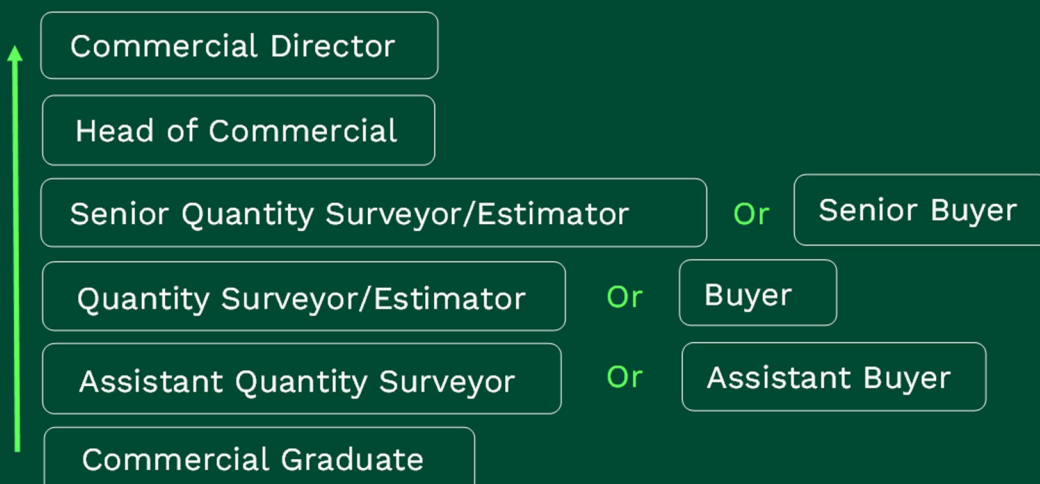 Commercial Director
Head of Commercial
Senior Quantity Surveyor/Estimator Or Senior Buyer
Quantity Surveyor/Estimator Or Buyer
Assistant Quantity Surveyor Or Assistant Buyer
Commercial Graduate